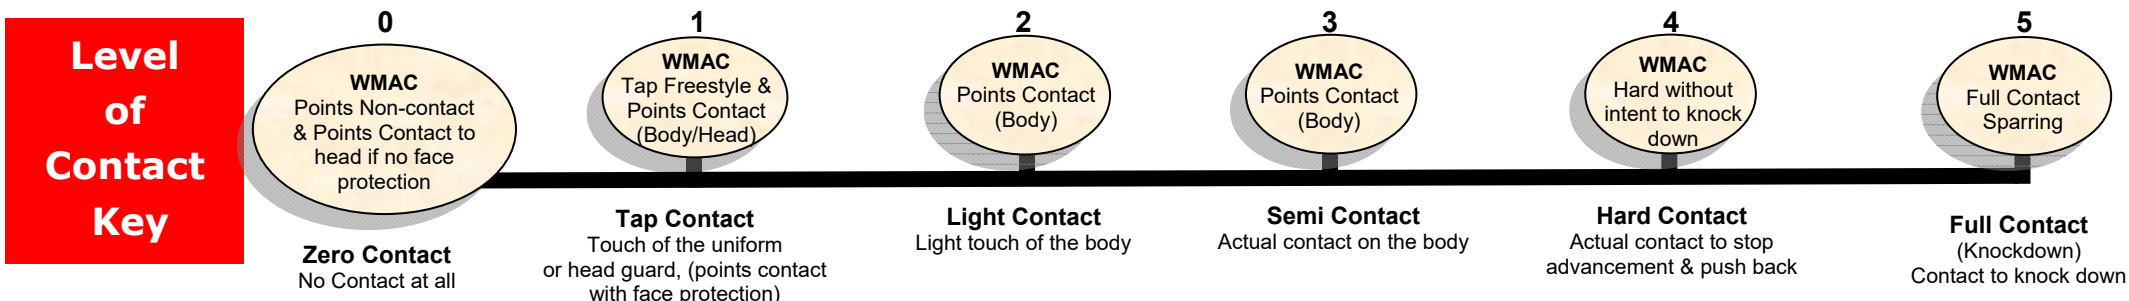 Level
of
Contact
Key
0
WMAC
Points Non-contact
& Points Contact to
head if no face
protection
Zero Contact
No Contact at all
1
WMAC
Tap Freestyle &
Points Contact
(Body/Head)
Tap Contact
Touch of the uniform
or head guard, (points contact
with face protection)
2
WMAC
Points Contact
(Body)
Light Contact
Light touch of the body
3
WMAC
Points Contact
(Body)
Semi Contact
Actual contact on the body
4
WMAC
Hard without
intent to knock
down
Hard Contact
Actual contact to stop
advancement & push back
5
WMAC
Full Contact
Sparring
Full Contact
(Knockdown)
Contact to knock down